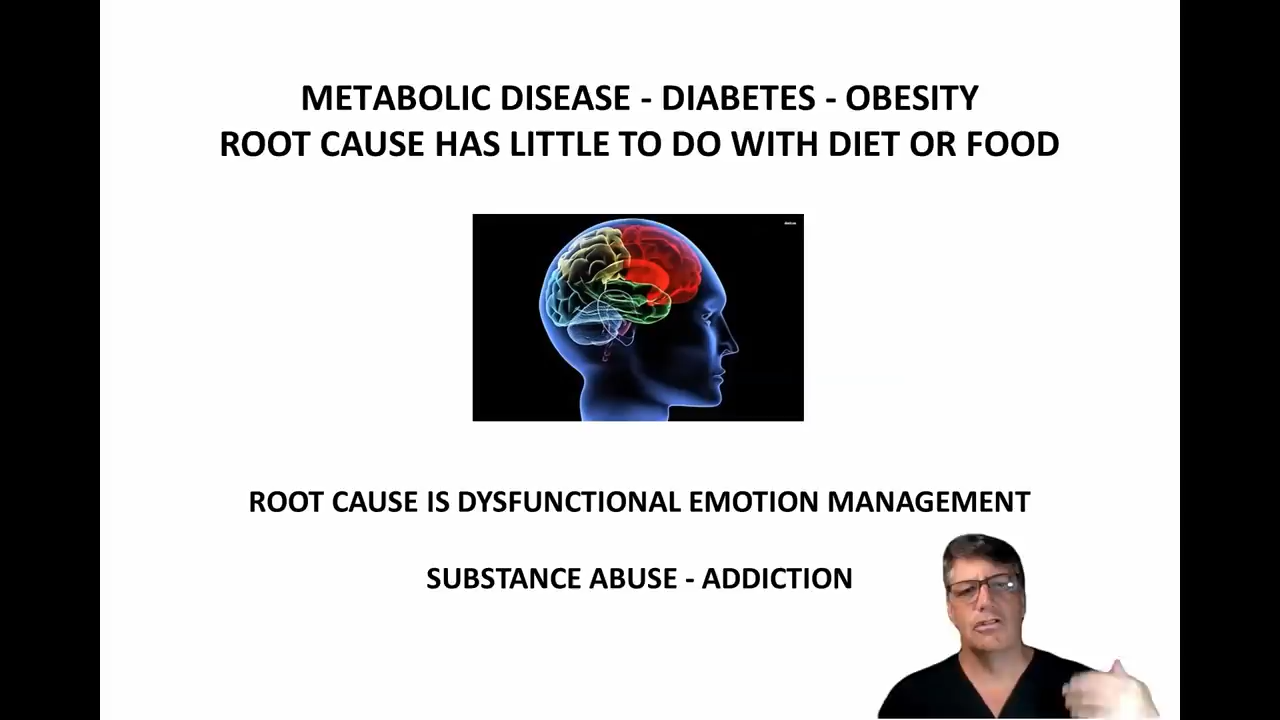 METABOLIC DISEASE - DIABETES - OBESITY
ROOT CAUSE HAS LITTLE TO DO WITH DIET OR FOOD
ROOT CAUSE IS DYSFUNCTIONAL EMOTION MANAGEMENT
SUBSTANCE ABUSE - ADDICTION